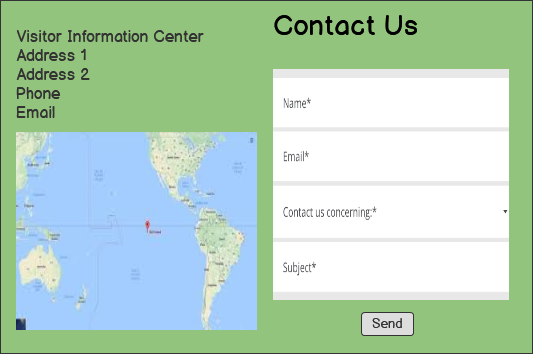 Visitor Information Center
Address 1
Address 2
Phone
Email
Contact Us
Name*
Email*
Contact us concerning:*
Subject*
Send